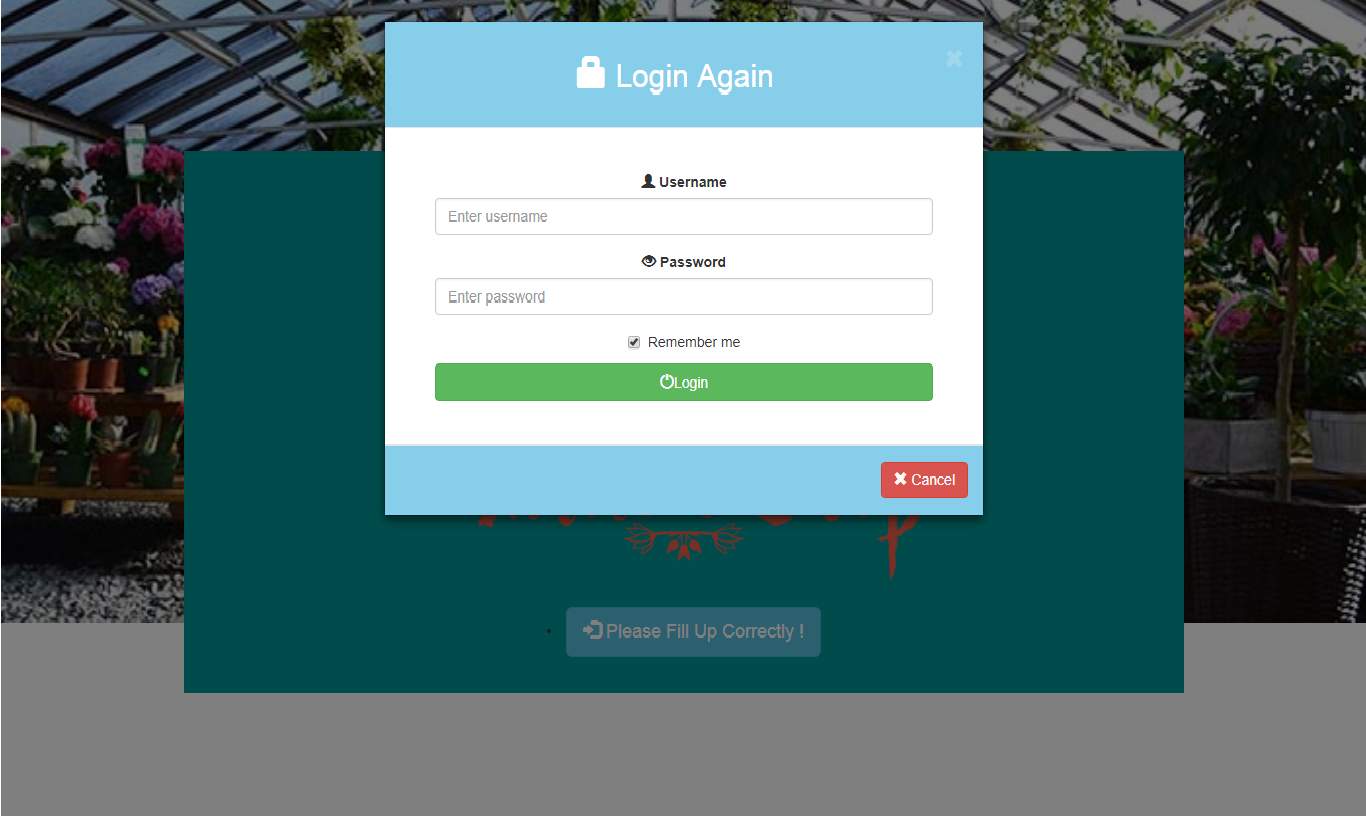 Login Again
Username
Enter username
Password
Enter password
Remember me
Login
Cancel
Please Fill Up Correctly !